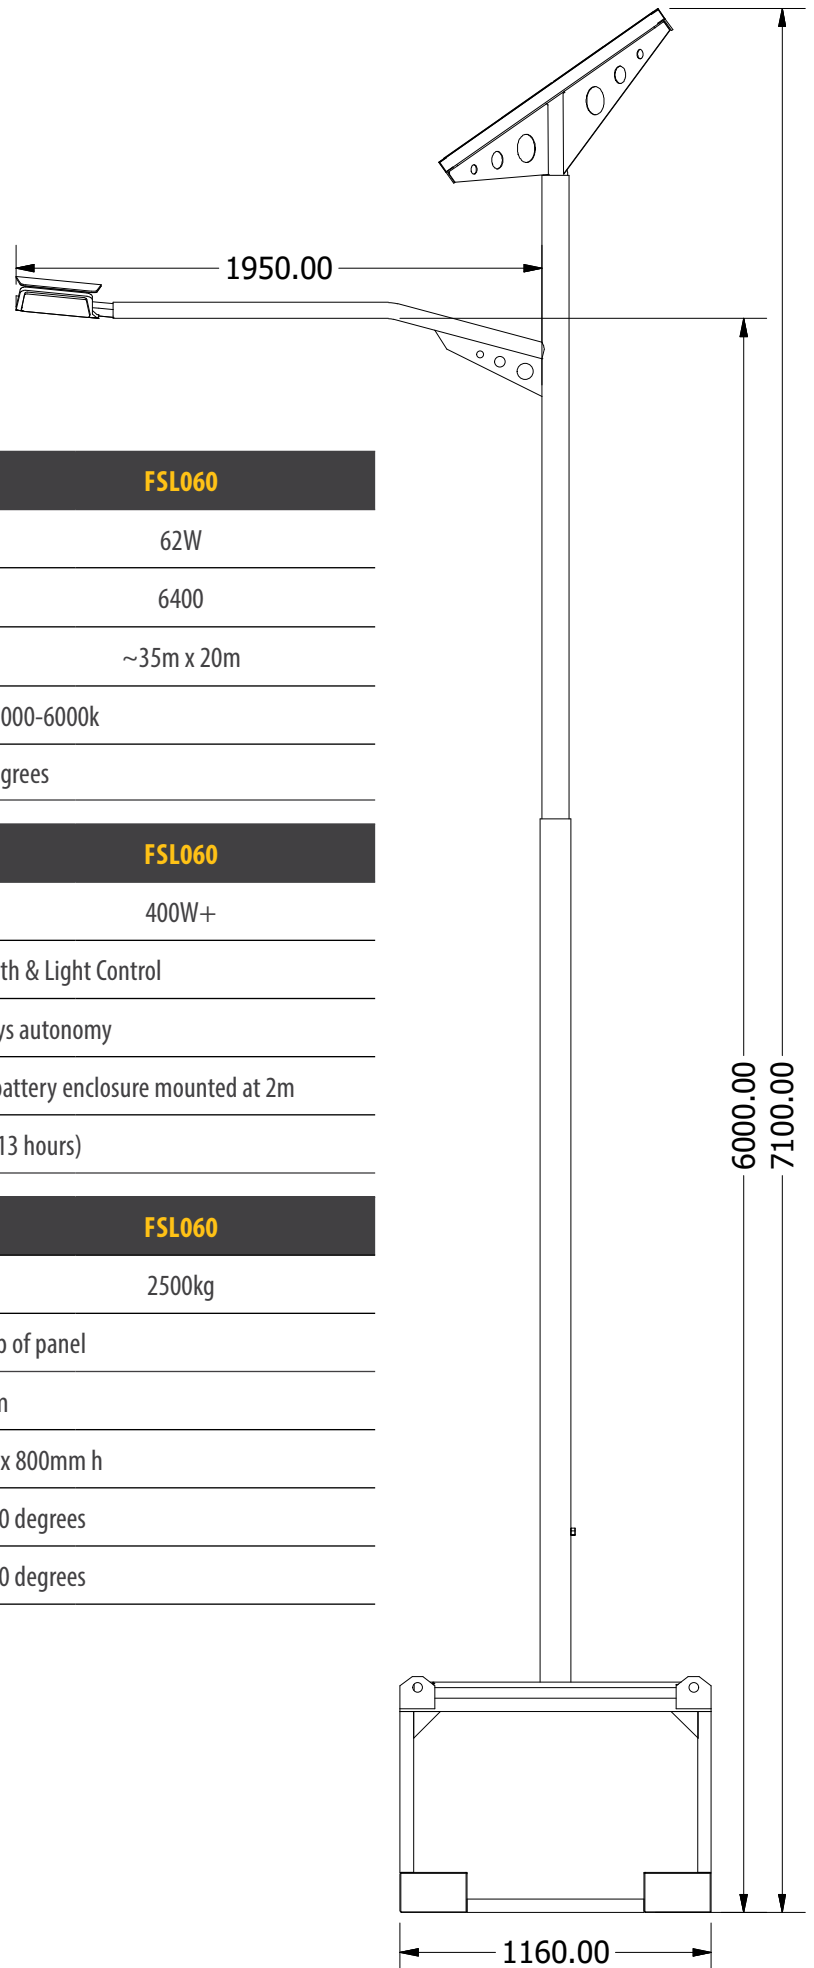 1950.00
FSL060
62W
6400
~35m x 20m
000-6000k
grees
FSL060
400W+
th & Light Control
ys autonomy
battery enclosure mounted at 2m
13 hours)
FSL060
2500kg
p of panel
m
x 800mm h
0 degrees
0 degrees
6000.00
7100.00
1160.00